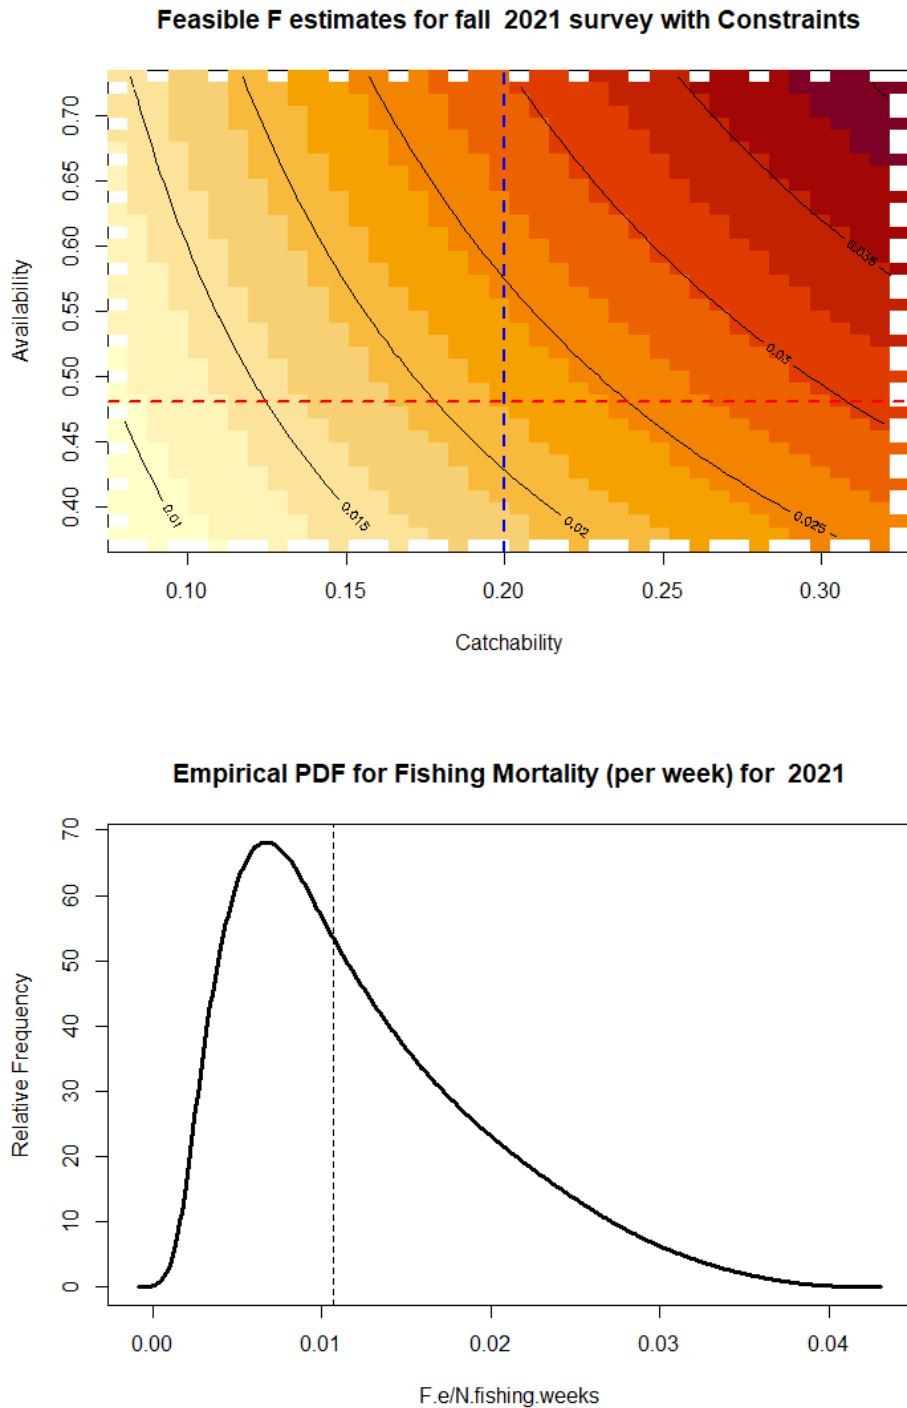 Feasible F estimates for fall  2021 survey with Constraints
0.70
0.65
0.60
0.55
0.50
0.45
0.40
Availability
0.035
0.03
0.01
0.015
0.02
0.025
0.10 0.15 0.20 0.25 0.30
Catchability
Empirical PDF for Fishing Mortality (per week) for  2021
70
60
50
40
30
20
10
0
Relative Frequency
0.00 0.01 0.02 0.03 0.04
F.e/N.fishing.weeks